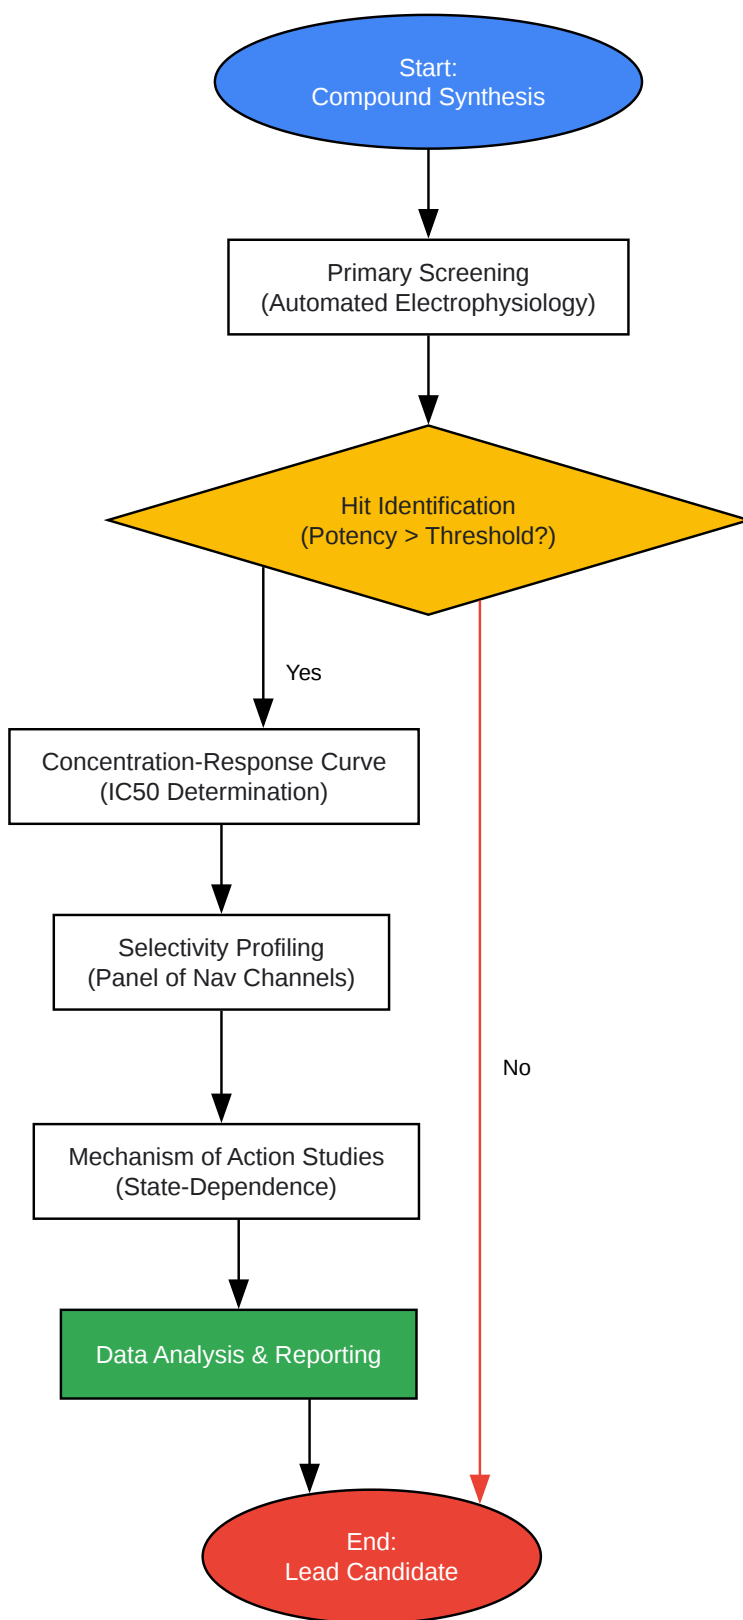 Start:
Compound Synthesis
Primary Screening
(Automated Electrophysiology)
Hit Identification
(Potency > Threshold?)
Yes
Concentration-Response Curve
(IC50 Determination)
Selectivity Profiling
(Panel of Nav Channels)
No
Mechanism of Action Studies
(State-Dependence)
Data Analysis & Reporting
End:
Lead Candidate